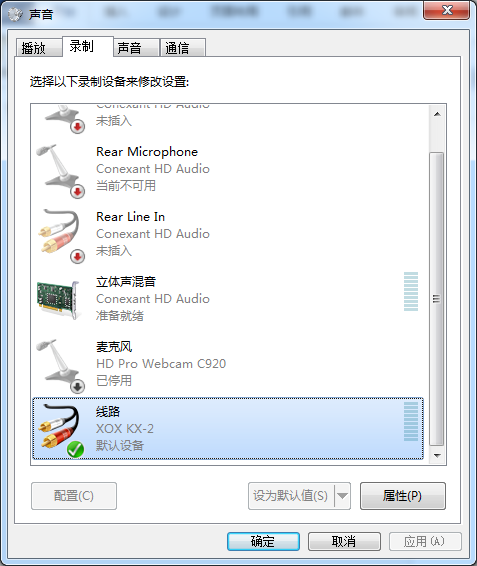 声音
播放 录制 声音 通信
选择以下录制设备来修改设置:
Conexant HD Audio
未插入
Rear Microphone
Conexant HD Audio
当前不可用
Rear Line In
Conexant HD Audio
未插入
立体声混音
Conexant HD Audio
准备就绪
麦克风
HD Pro Webcam C920
已停用
线路
XOX KX-2
默认设备
配置(C) 设为默认值(S) 属性(P)
确定 取消 应用(A)